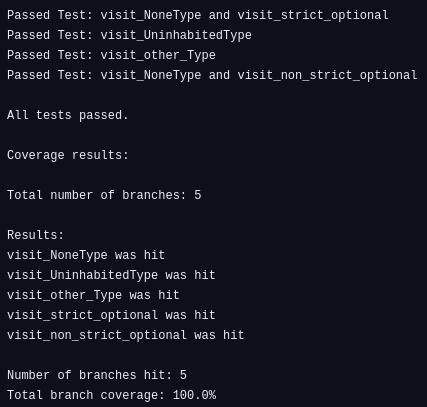 Passed Test: visit_NoneType and visit_strict_optional
Passed Test: visit_UninhabitedType
Passed Test: visit_other_Type
Passed Test: visit_NoneType and visit_non_strict_optional
All tests passed.
Coverage results:
Total number of branches: 5
Results:
visit_NoneType was hit
visit_UninhabitedType was hit
visit_other_Type was hit
visit_strict_optional was hit
visit_non_strict_optional was hit
Number of branches hit: 5
Total branch coverage: 100.0%